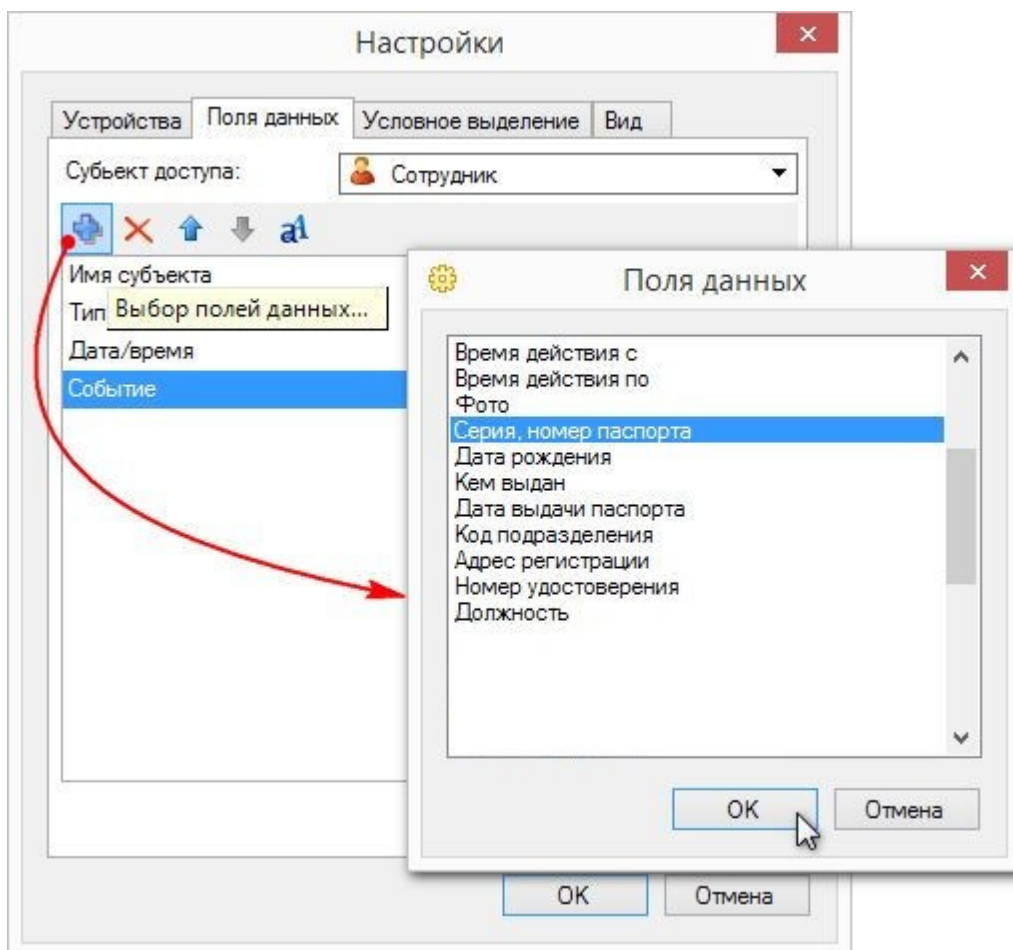 Настройки
Устройства Поля данных Условное выделение Вид
Субъект доступа: Сотрудник
Имя субъекта
Тип
Выбор полей данных...
Дата/время
Событие
Поля данных
Время действия с
Время действия по
Фото
Серия, номер паспорта
Дата рождения
Кем выдан
Дата выдачи паспорта
Код подразделения
Адрес регистрации
Номер удостоверения
Должность
OK Отмена
OK Отмена